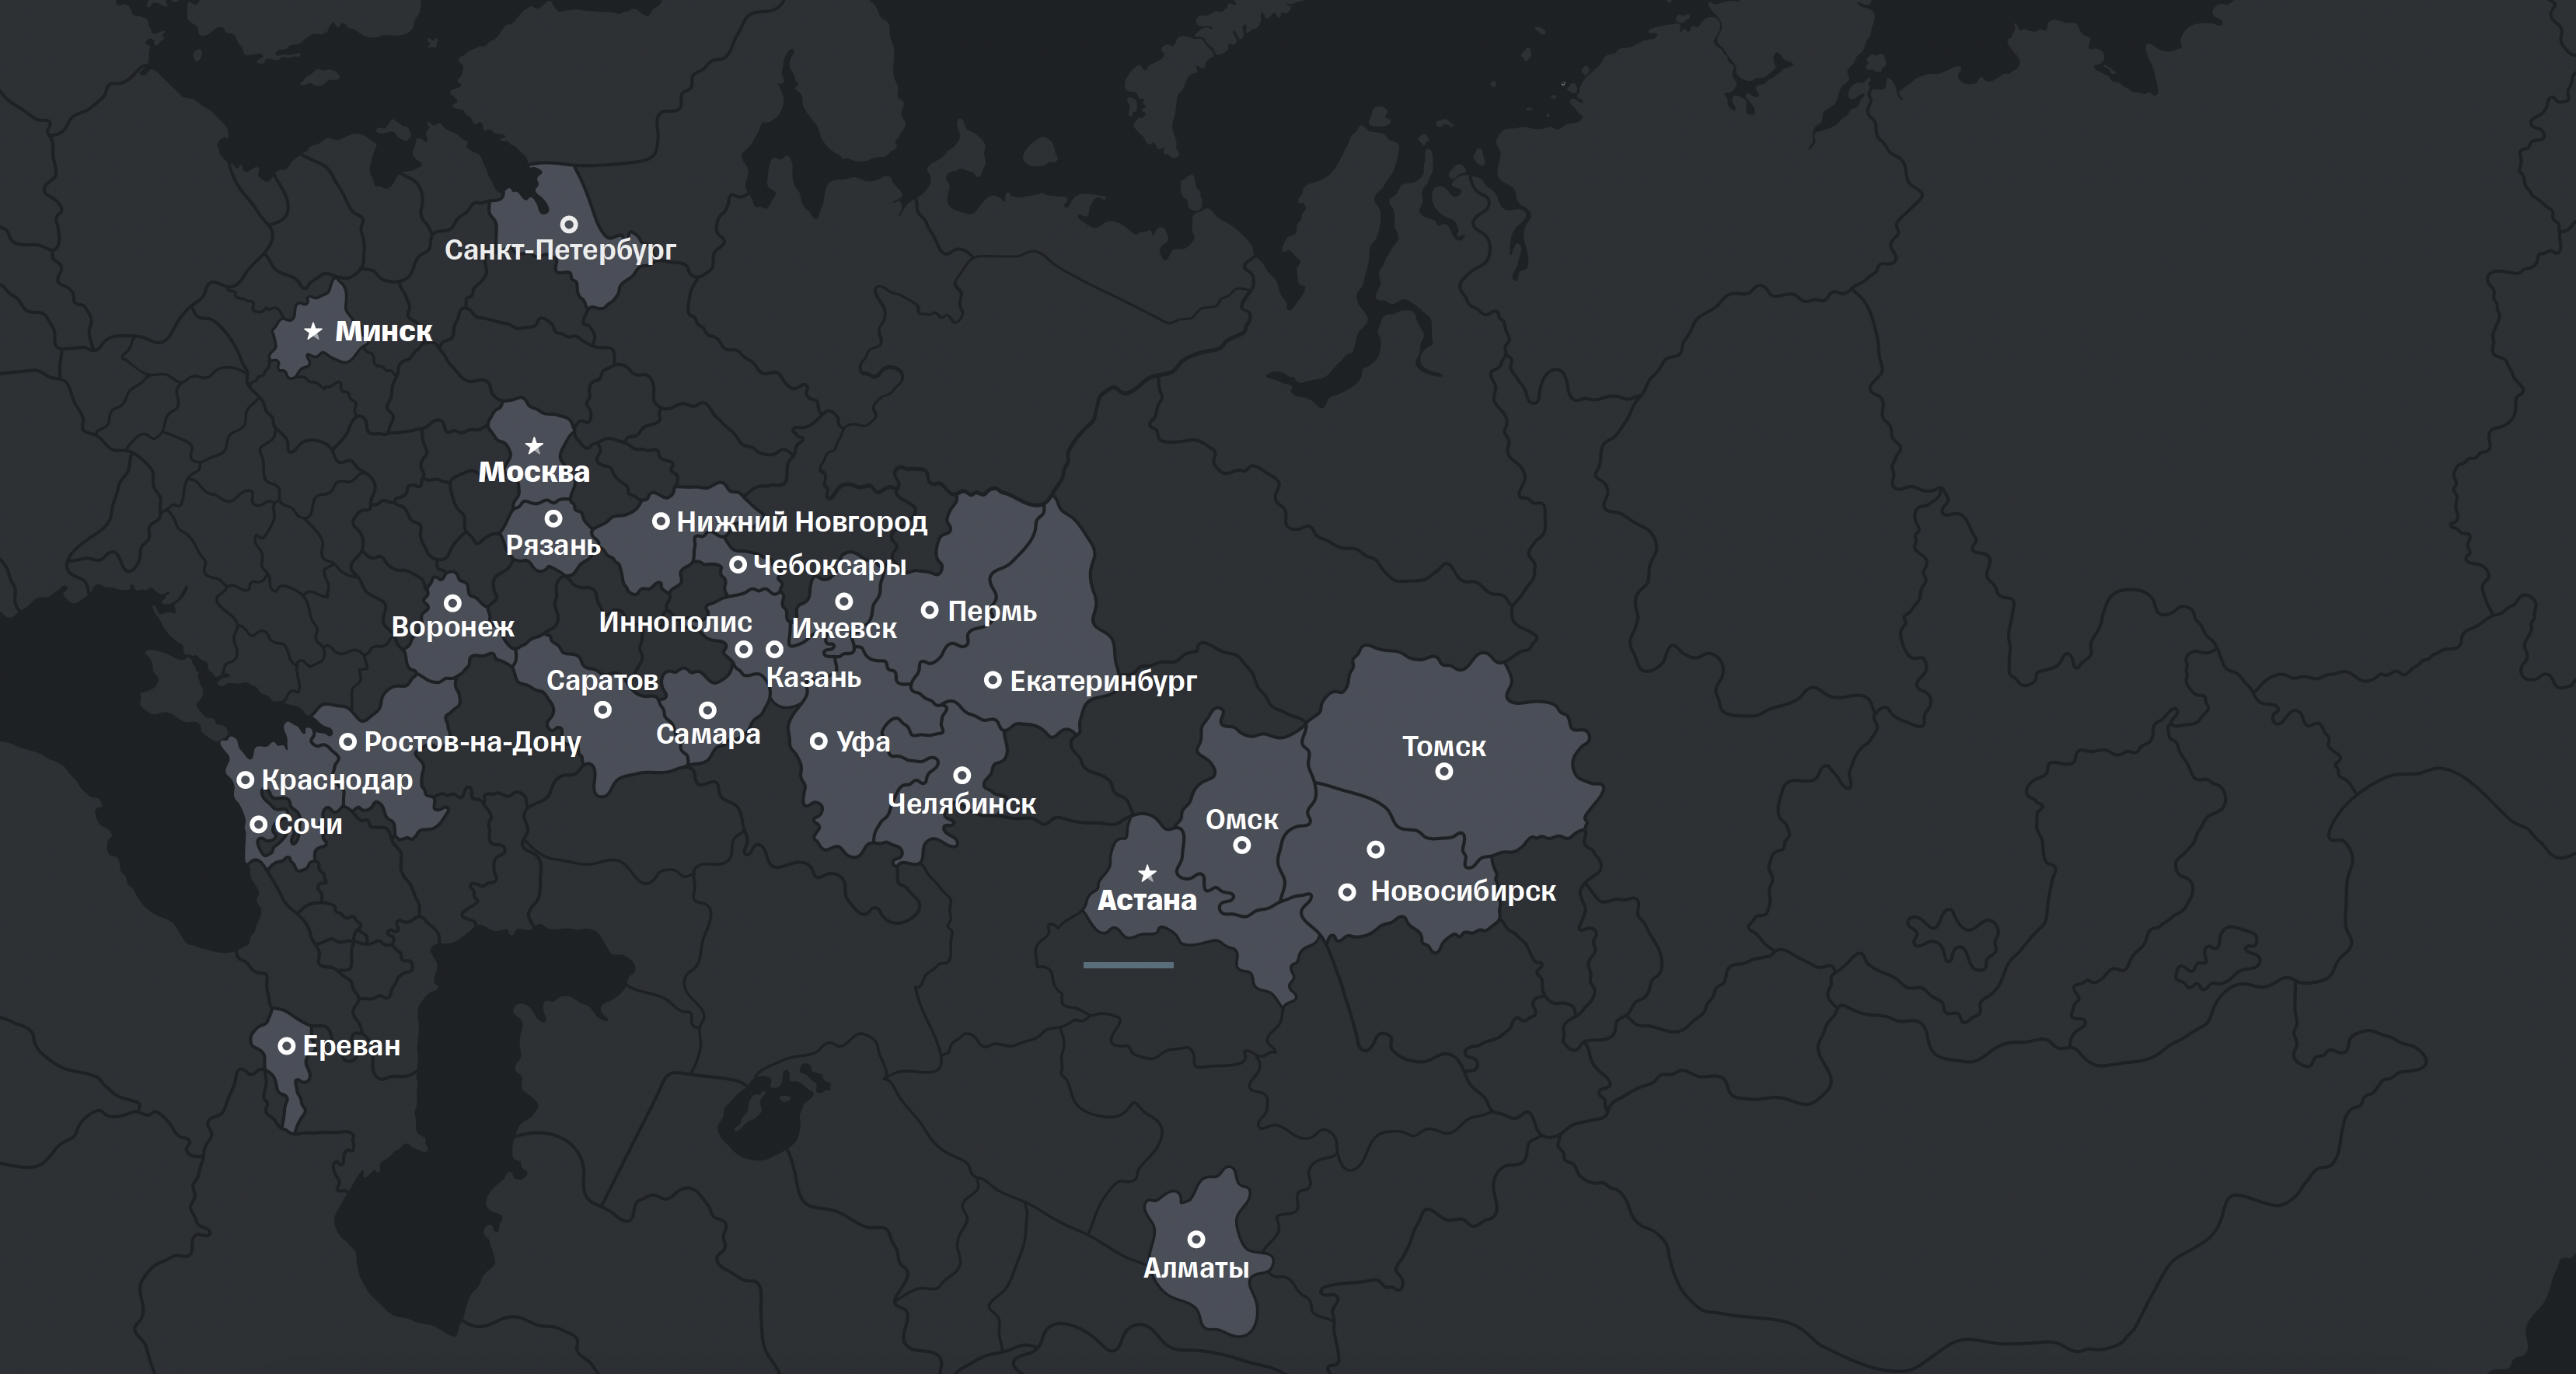 Санкт-Петербург
Минск
Москва
Нижний Новгород
Рязань
Чебоксары
Воронеж
Иннополис
Ижевск
Пермь
Казань
Саратов
Екатеринбург
Самара
Ростов-на-Дону
Уфа
Томск
Краснодар
Челябинск
Сочи
Омск
Астана
Новосибирск
Ереван
Алматы